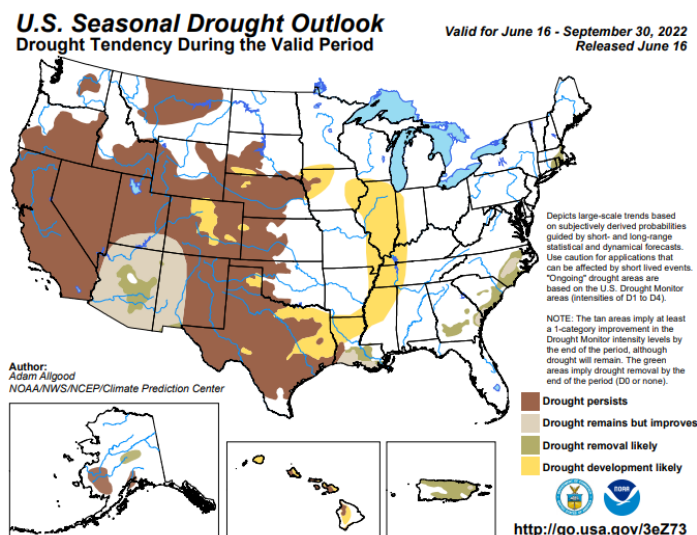 U.S. Seasonal Drought Outlook
Drought Tendency During the Valid Period
Valid for June 16 - September 30, 2022
Released June 16
Depicts large-scale trends based
on subjectively derived probabilities
guided by short- and long-range
statistical and dynamical forecasts.
Use caution for applications that
can be affected by short lived events.
"Ongoing" drought areas are
based on the U.S. Drought Monitor
areas (intensities of D1 to D4).
NOTE: The tan areas imply at least
a 1-category improvement in the
Drought Monitor intensity levels by
the end of the period, although
drought will remain. The green
areas imply drought removal by the
end of the period (D0 or none).
Author:
Adam Allgood
NOAA/NWS/NCEP/Climate Prediction Center
Drought persists
Drought remains but improves
Drought removal likely
Drought development likely
NOAA
http://go.usa.gov/3eZ73